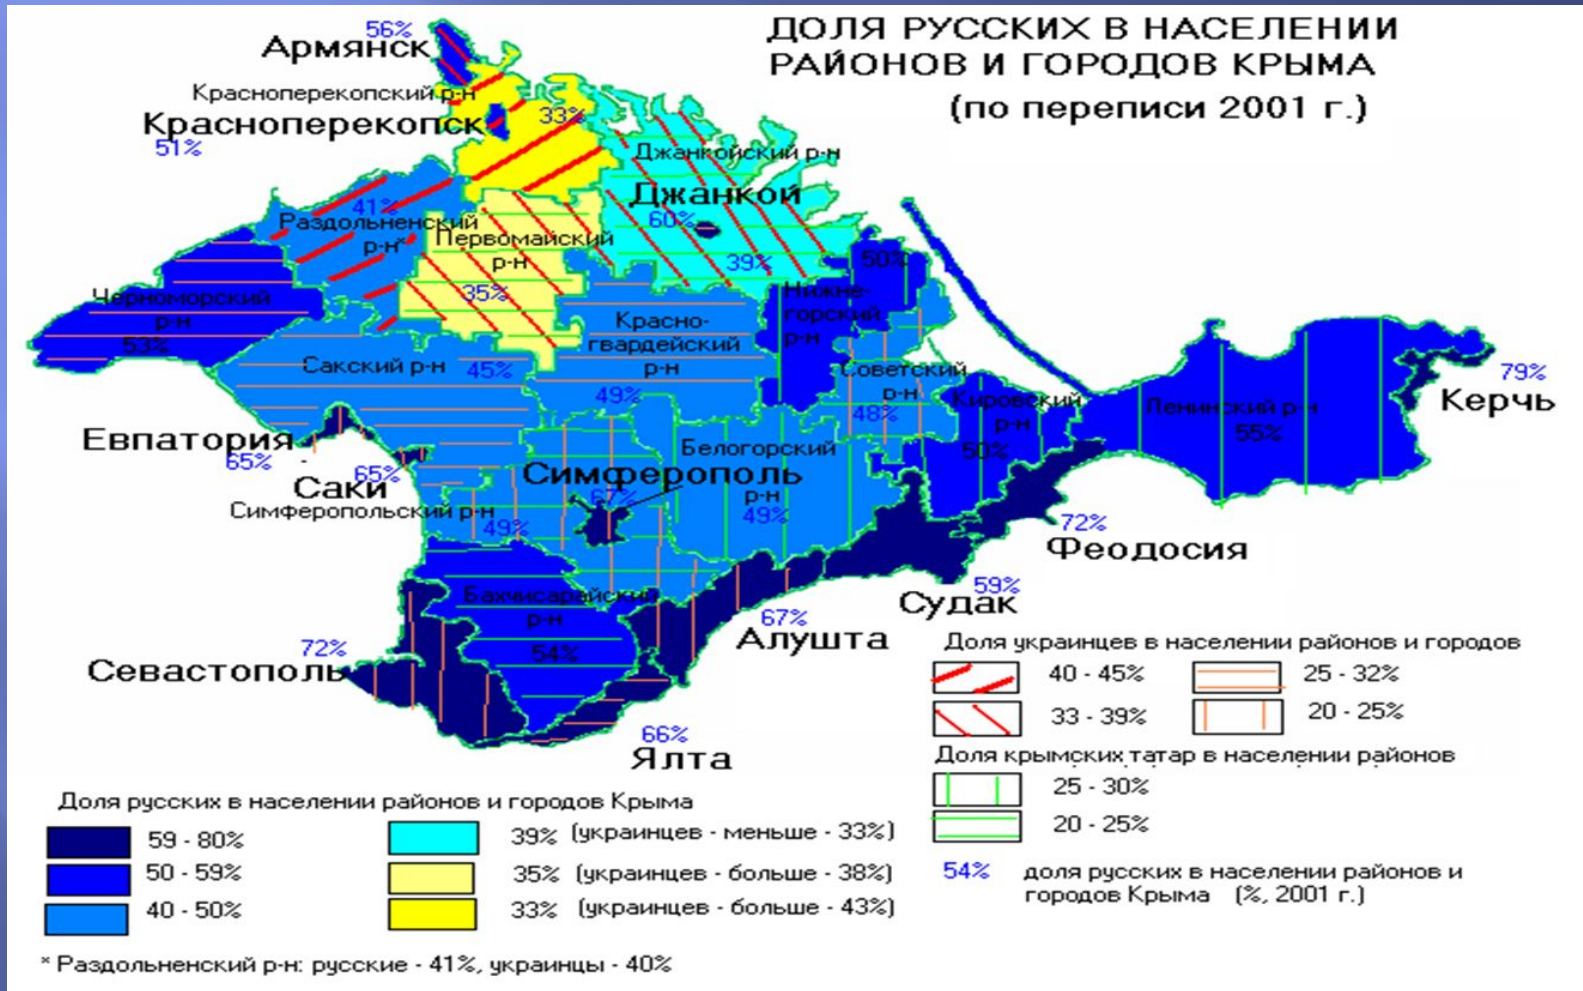 ДОЛЯ РУССКИХ В НАСЕЛЕНИИ
РАЙОНОВ И ГОРОДОВ КРЫМА
(по переписи 2001 г.)
56%
Армянск
Красноперекопский р-н
33%
Красноперекопск
51%
Джанкойский р-н
Джанкой
60%
39%
41%
Раздольненский
р-н*
Первомайский
р-н
35%
50%
Нижне-
горский
р-н
Черноморский
р-н
53%
Красно-
гвардейский
р-н
49%
Сакский р-н
45%
Советский
р-н
48%
Кировский
р-н
50%
Ленинский р-н
55%
79%
Керчь
Евпатория
65%
65%
Саки
Белогорский
р-н
49%
Симферополь
67%
Симферопольский р-н
49%
72%
Феодосия
59%
Судак
67%
Алушта
Бахчисарайский
р-н
54%
72%
Севастополь
66%
Ялта
Доля украинцев в населении районов и городов
40 - 45%
25 - 32%
33 - 39%
20 - 25%
Доля крымских татар в населении районов
25 - 30%
20 - 25%
54% доля русских в населении районов и
городов Крыма (%, 2001 г.)
Доля русских в населении районов и городов Крыма
59 - 80%
39% (украинцев - меньше - 33%)
50 - 59%
35% (украинцев - больше - 38%)
40 - 50%
33% (украинцев - больше - 43%)
* Раздольненский р-н: русские - 41%, украинцы - 40%